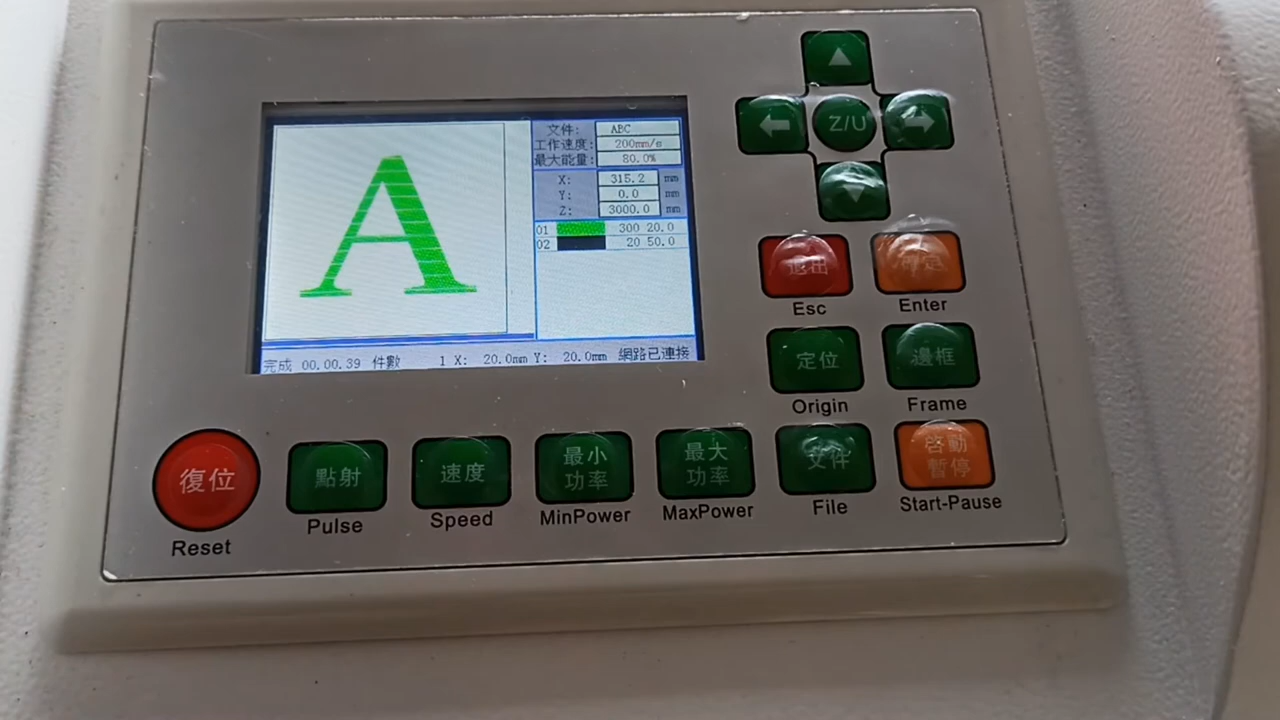 A
文件: ABC
工作速度: 200mm/s
最大能量: 80.0%
X: 315.2 mm
Y: 0.0 mm
Z: 3000.0 mm
01 300 20.0
02 20 50.0
完成 00.00.39 件數 1 X: 20.0mm Y: 20.0mm 網路已連接
Z/U
退出
Esc
Enter
定位
Origin
邊框
Frame
復位
Reset
點射
Pulse
速度
Speed
最小
功率
MinPower
最大
功率
MaxPower
文件
File
啓動
暫停
Start-Pause